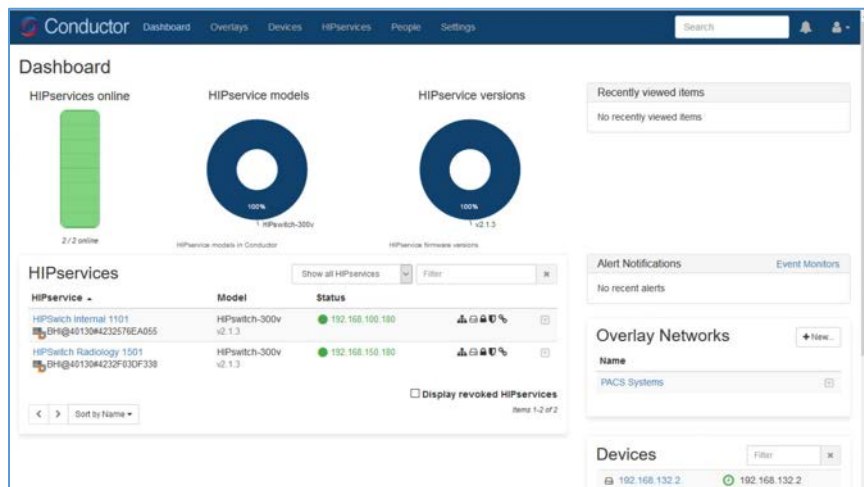 Conductor Dashboard Overlays Devices HIPservices People Settings Search
Dashboard
HIPservices online HIPservice models HIPservice versions
100% 100%
HIPswitch-300v v2.1.3
2 / 2 online
HIPservice models in Conductor HIPservice firmware versions
Recently viewed items
No recently viewed items
HIPservices Show all HIPservices Filter
HIPservice Model Status
HIPSwich Internal 1101 HIPswitch-300v 192.168.100.180
BHI@40130#4232576EA055 v2.1.3
HIPSwitch Radiology 1501 HIPswitch-300v 192.168.150.180
BHI@40130#4232F03DF338 v2.1.3
Display revoked HIPservices
Items 1-2 of 2
< > Sort by Name
Alert Notifications Event Monitors
No recent alerts
Overlay Networks + New...
Name
PACS Systems
Devices Filter
192.168.132.2 192.168.132.2